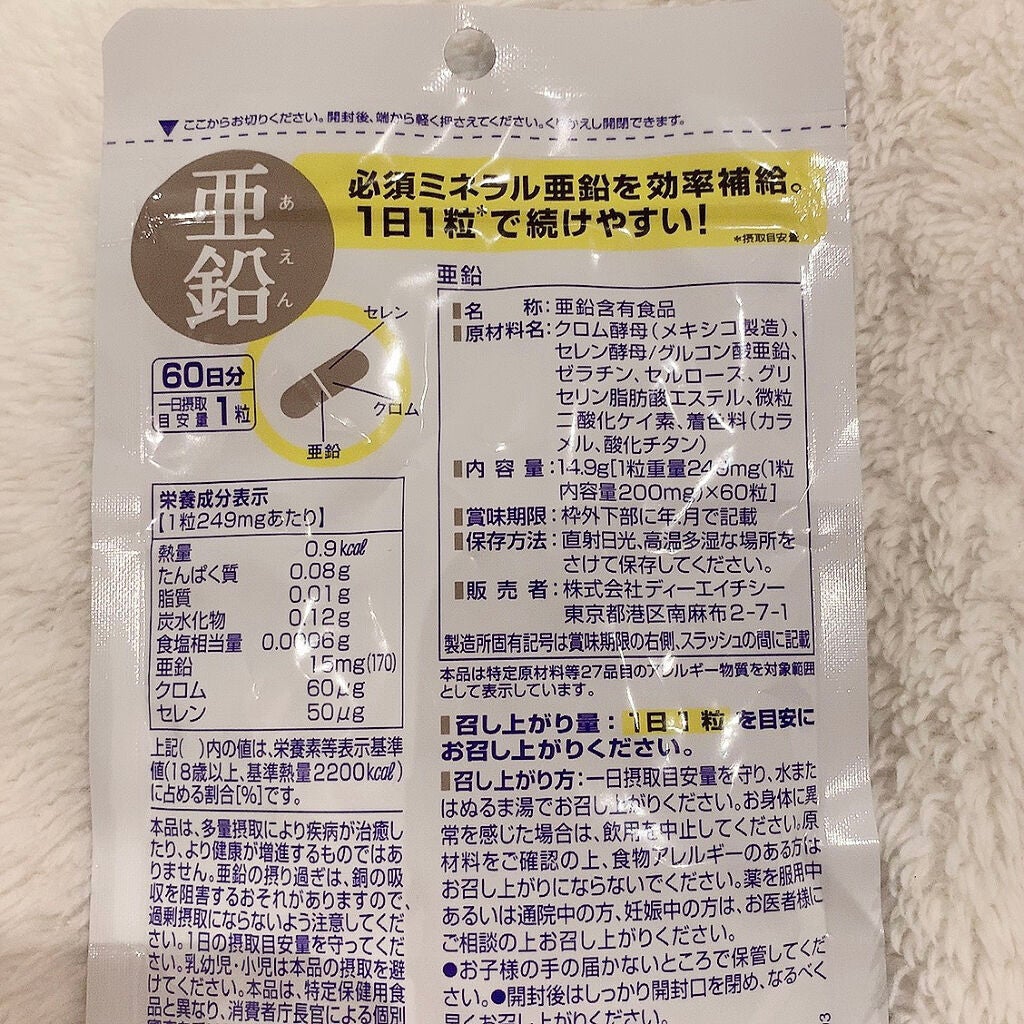 ▼ここからお切りください。開封後、端から軽く押さえてください。くりかえし開閉できます。
亜鉛
あえん
必須ミネラル亜鉛を効率補給。
1日1粒*で続けやすい!
*摂取目安量
セレン
クロム
亜鉛
60日分
一日摂取
目安量 1粒
栄養成分表示
【1粒249mgあたり】
熱量 0.9kcal
たんぱく質 0.08g
脂質 0.01g
炭水化物 0.12g
食塩相当量 0.0006g
亜鉛 15mg(170)
クロム 60μg
セレン 50μg
上記( )内の値は、栄養素等表示基準
値(18歳以上、基準熱量2200kcal)
に占める割合[%]です。
本品は、多量摂取により疾病が治癒し
たり、より健康が増進するものではあ
りません。亜鉛の摂り過ぎは、銅の吸
収を阻害するおそれがありますので、
過剰摂取にならないよう注意してくだ
さい。1日の摂取目安量を守ってくだ
さい。乳幼児・小児は本品の摂取を避
けてください。本品は、特定保健用食
品と異なり、消費者庁長官による個別
亜鉛
名 称:亜鉛含有食品
原材料名:クロム酵母(メキシコ製造)、
セレン酵母/グルコン酸亜鉛、
ゼラチン、セルロース、グリ
セリン脂肪酸エステル、微粒
二酸化ケイ素、着色料(カラ
メル、酸化チタン)
内容量:14.9g[1粒重量249mg(1粒
内容量200mg)×60粒]
賞味期限:枠外下部に年/月で記載
保存方法:直射日光、高温多湿な場所を
さけて保存してください。
販売者:株式会社ディーエイチシー
東京都港区南麻布2-7-1
製造所固有記号は賞味期限の右側、スラッシュの間に記載
本品は特定原材料等27品目のアレルギー物質を対象範囲
として表示しています。
召し上がり量:1日1粒を目安に
お召し上がりください。
召し上がり方:一日摂取目安量を守り、水また
はぬるま湯でお召し上がりください。お身体に異
常を感じた場合は、飲用を中止してください。原
材料をご確認の上、食物アレルギーのある方は
お召し上がりにならないでください。薬を服用中
あるいは通院中の方、妊娠中の方は、お医者様に
ご相談の上お召し上がりください。
●お子様の手の届かないところで保管してくだ
さい。●開封後はしっかり開封口を閉め、なるべく
早くお召し上がりください。